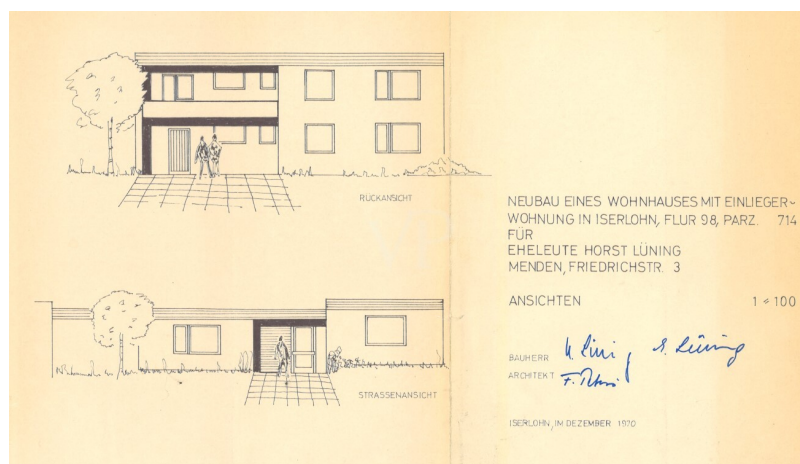 RÜCKANSICHT
STRASSENANSICHT
NEUBAU EINES WOHNHAUSES MIT EINLIEGER-
WOHNUNG IN ISERLOHN, FLUR 98, PARZ. 714
FÜR
EHELEUTE HORST LÜNING
MENDEN, FRIEDRICHSTR. 3
ANSICHTEN 1 : 100
BAUHERR
ARCHITEKT
ISERLOHN, IM DEZEMBER 1970